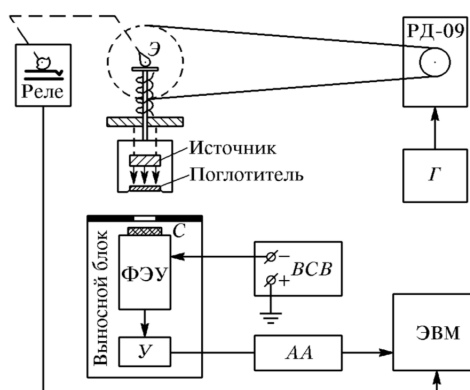 Э
РД-09
Реле
Источник
Поглотитель
Г
С
ФЭУ
Выносной блок
− ВСВ
+
У
АА
ЭВМ